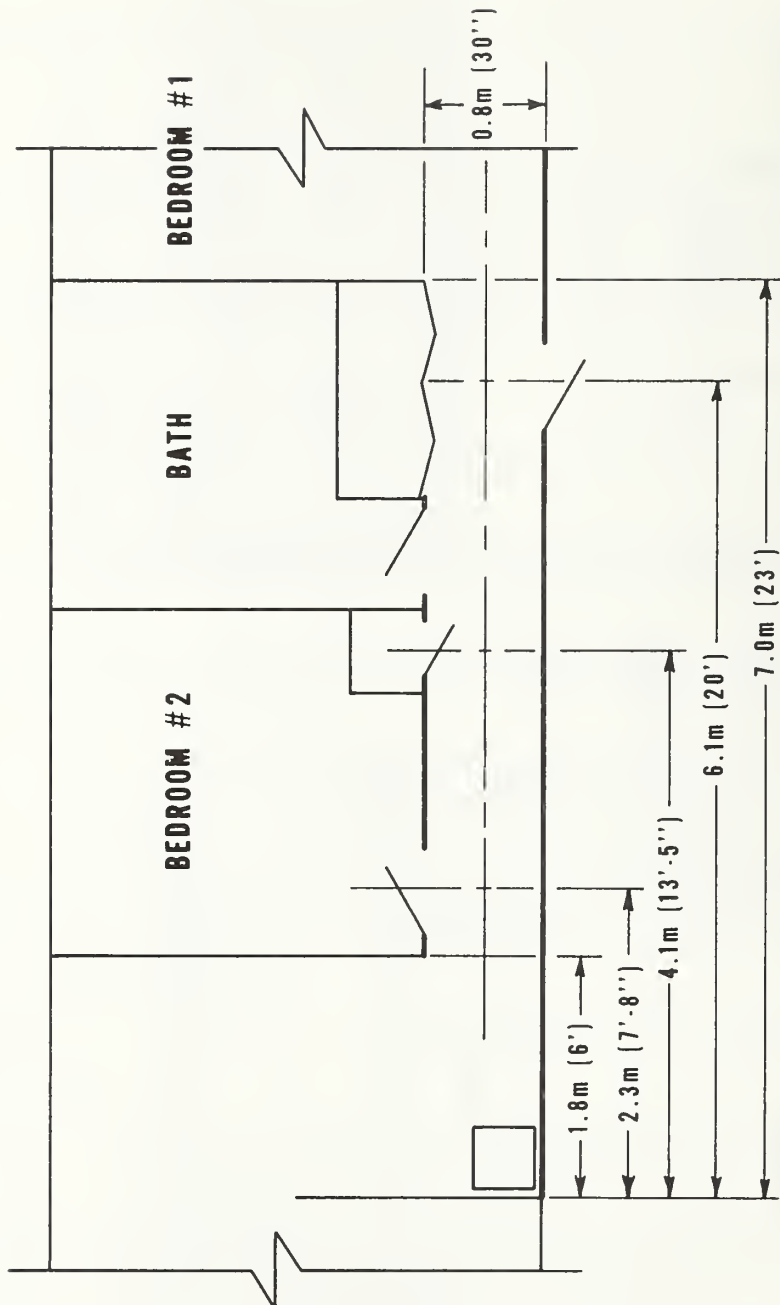 BEDROOM #2
BATH
BEDROOM #1
0.8m (30'')
1.8m (6')
2.3m (7'-8'')
4.1m (13'-5'')
6.1m (20')
7.0m (23')